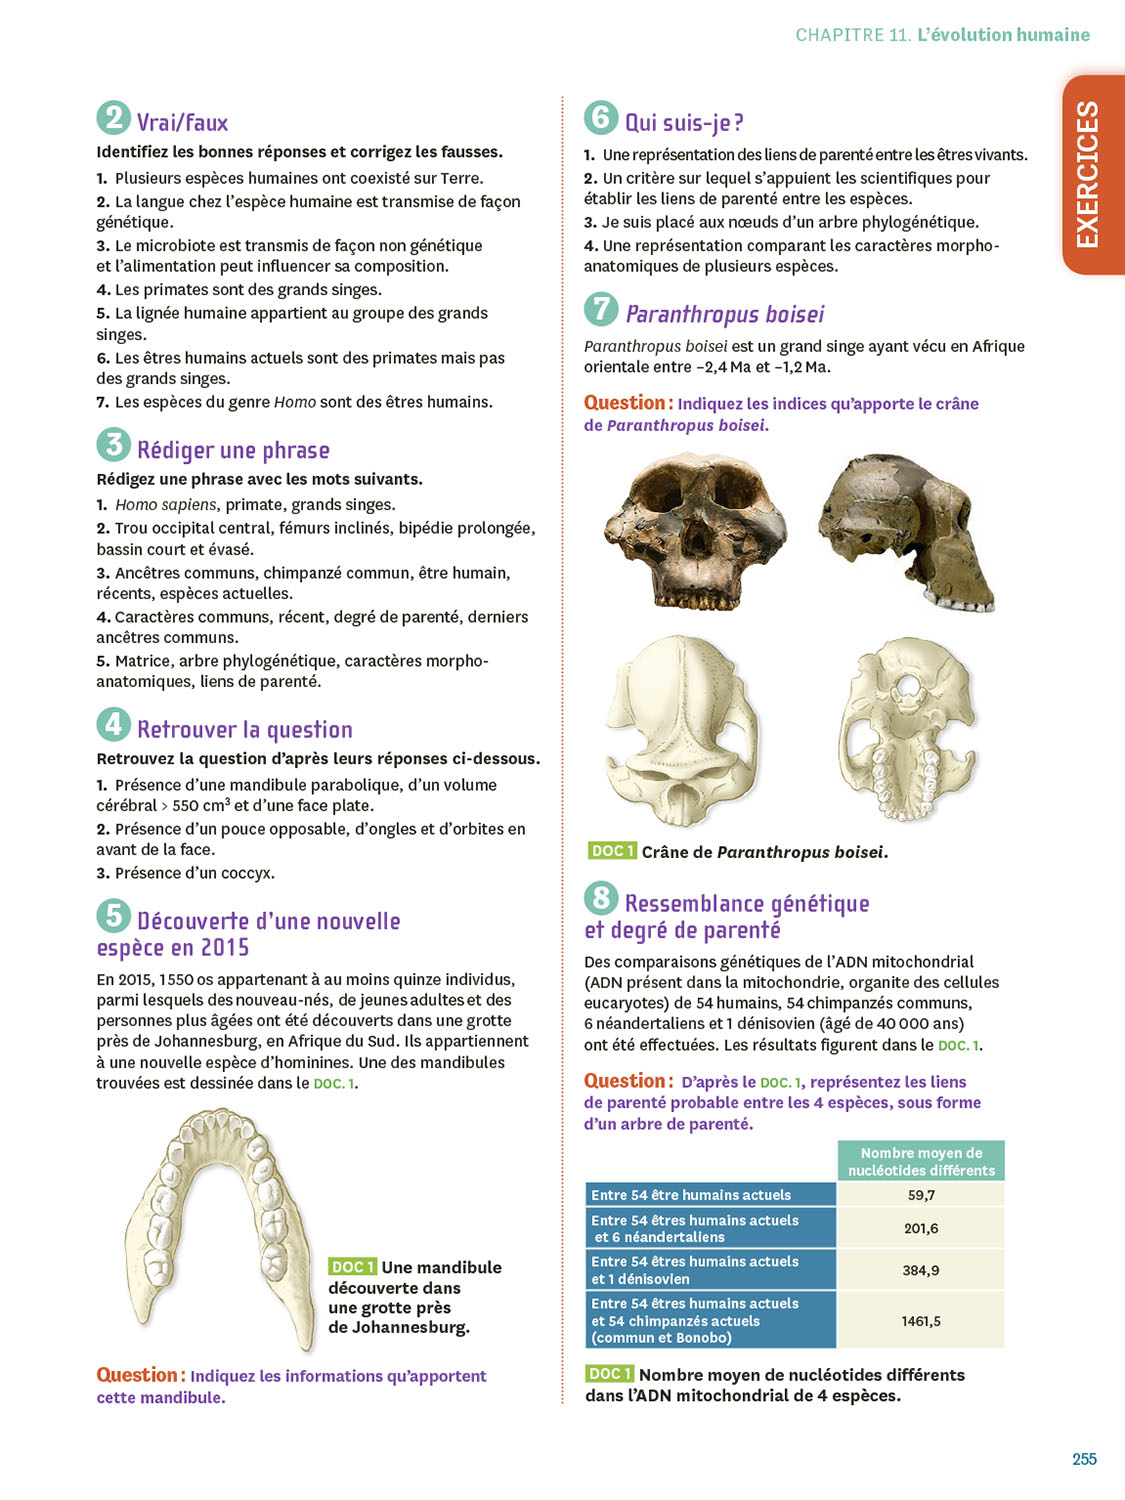 CHAPITRE 11. L'évolution humaine
EXERCICES
2 Vrai/faux
Identifiez les bonnes réponses et corrigez les fausses.
1. Plusieurs espèces humaines ont coexisté sur Terre.
2. La langue chez l'espèce humaine est transmise de façon
génétique.
3. Le microbiote est transmis de façon non génétique
et l'alimentation peut influencer sa composition.
4. Les primates sont des grands singes.
5. La lignée humaine appartient au groupe des grands
singes.
6. Les êtres humains actuels sont des primates mais pas
des grands singes.
7. Les espèces du genre Homo sont des êtres humains.
3 Rédiger une phrase
Rédigez une phrase avec les mots suivants.
1. Homo sapiens, primate, grands singes.
2. Trou occipital central, fémurs inclinés, bipédie prolongée,
bassin court et évasé.
3. Ancêtres communs, chimpanzé commun, être humain,
récents, espèces actuelles.
4. Caractères communs, récent, degré de parenté, derniers
ancêtres communs.
5. Matrice, arbre phylogénétique, caractères morpho-
anatomiques, liens de parenté.
4 Retrouver la question
Retrouvez la question d'après leurs réponses ci-dessous.
1. Présence d'une mandibule parabolique, d'un volume
cérébral > 550 cm³ et d'une face plate.
2. Présence d'un pouce opposable, d'ongles et d'orbites en
avant de la face.
3. Présence d'un coccyx.
5 Découverte d'une nouvelle
espèce en 2015
En 2015, 1550 os appartenant à au moins quinze individus,
parmi lesquels des nouveau-nés, de jeunes adultes et des
personnes plus âgées ont été découverts dans une grotte
près de Johannesburg, en Afrique du Sud. Ils appartiennent
à une nouvelle espèce d'hominines. Une des mandibules
trouvées est dessinée dans le DOC. 1.
DOC 1 Une mandibule
découverte dans
une grotte près
de Johannesburg.
Question : Indiquez les informations qu'apportent
cette mandibule.
6 Qui suis-je ?
1. Une représentation des liens de parenté entre les êtres vivants.
2. Un critère sur lequel s'appuient les scientifiques pour
établir les liens de parenté entre les espèces.
3. Je suis placé aux nœuds d'un arbre phylogénétique.
4. Une représentation comparant les caractères morpho-
anatomiques de plusieurs espèces.
7 Paranthropus boisei
Paranthropus boisei est un grand singe ayant vécu en Afrique
orientale entre –2,4 Ma et –1,2 Ma.
Question : Indiquez les indices qu'apporte le crâne
de Paranthropus boisei.
DOC 1 Crâne de Paranthropus boisei.
8 Ressemblance génétique
et degré de parenté
Des comparaisons génétiques de l'ADN mitochondrial
(ADN présent dans la mitochondrie, organite des cellules
eucaryotes) de 54 humains, 54 chimpanzés communs,
6 néandertaliens et 1 dénisovien (âgé de 40 000 ans)
ont été effectuées. Les résultats figurent dans le DOC. 1.
Question : D'après le DOC. 1, représentez les liens
de parenté probable entre les 4 espèces, sous forme
d'un arbre de parenté.
Nombre moyen de
nucléotides différents
Entre 54 être humains actuels 59,7
Entre 54 êtres humains actuels
et 6 néandertaliens 201,6
Entre 54 êtres humains actuels
et 1 dénisovien 384,9
Entre 54 êtres humains actuels
et 54 chimpanzés actuels
(commun et Bonobo) 1461,5
DOC 1 Nombre moyen de nucléotides différents
dans l'ADN mitochondrial de 4 espèces.
255